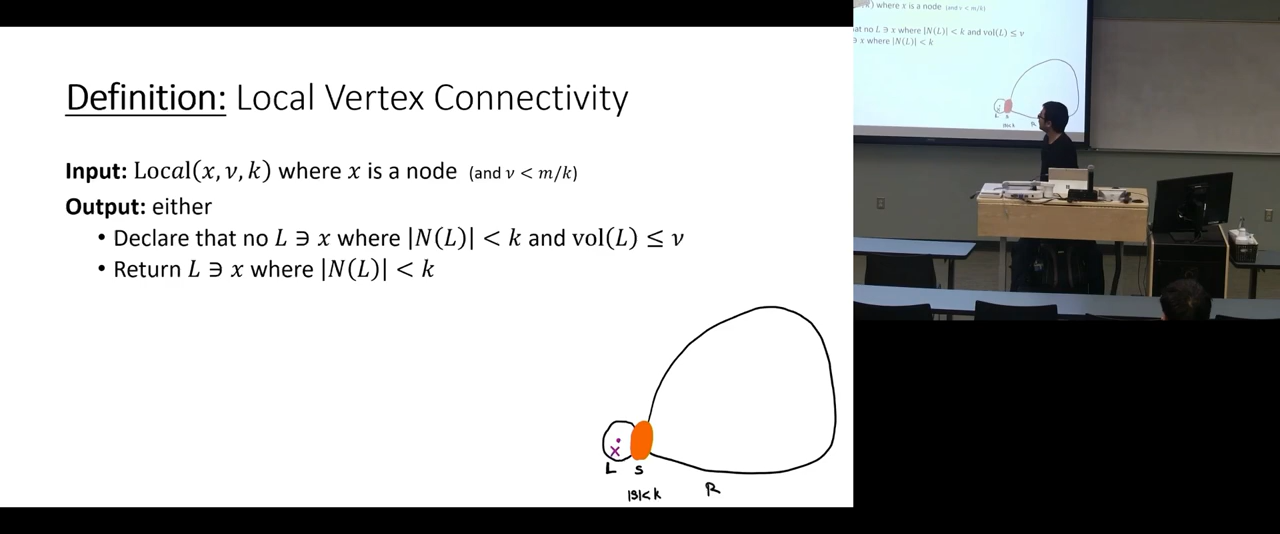 Definition: Local Vertex Connectivity
Input: Local(x, ν, k) where x is a node (and ν < m/k)
Output: either
• Declare that no L ∋ x where |N(L)| < k and vol(L) ≤ ν
• Return L ∋ x where |N(L)| < k
x
L S
|S|<k R
) where x is a node (and ν < m/k)
at no L ∋ x where |N(L)| < k and vol(L) ≤ ν
∋ x where |N(L)| < k
L S
|S|<k R